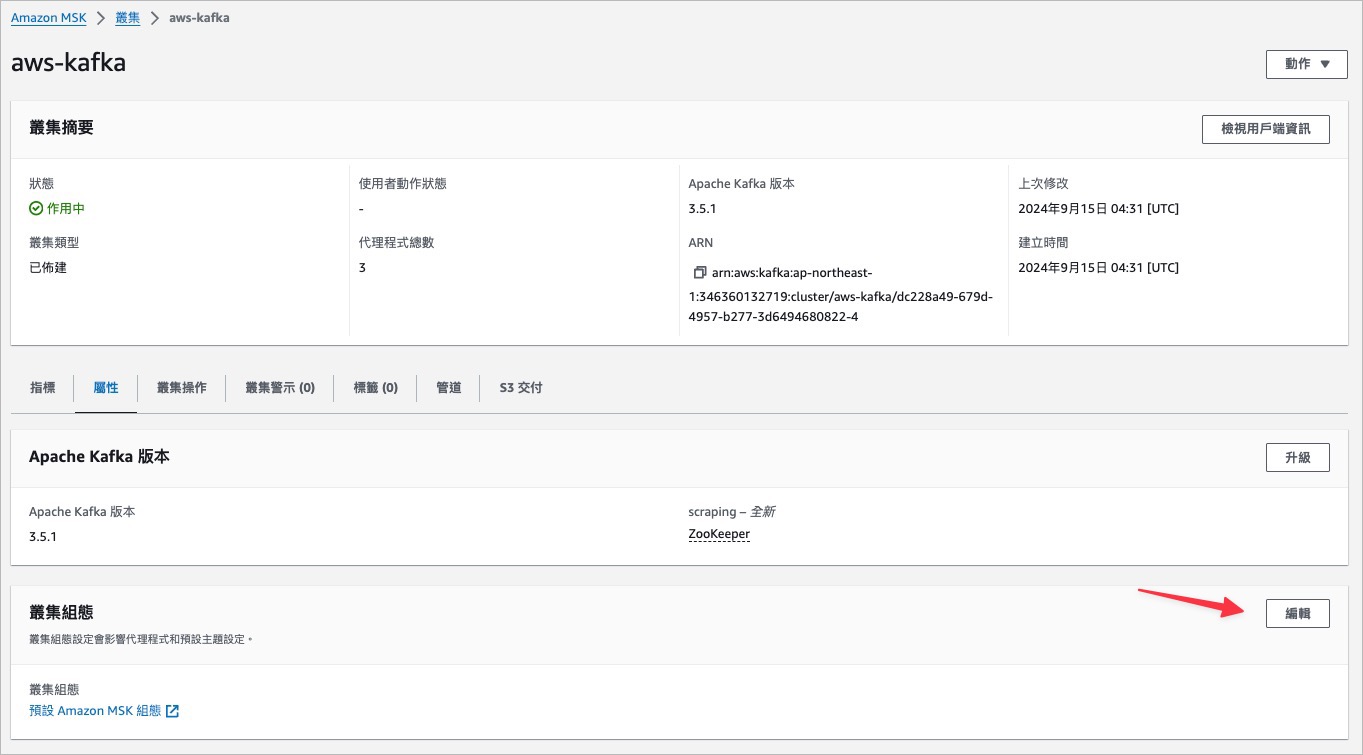 Amazon MSK > 叢集 > aws-kafka
aws-kafka
動作 ▼
叢集摘要
檢視用戶端資訊
狀態
作用中
使用者動作狀態
-
Apache Kafka 版本
3.5.1
上次修改
2024年9月15日 04:31 [UTC]
叢集類型
已佈建
代理程式總數
3
ARN
arn:aws:kafka:ap-northeast-
1:346360132719:cluster/aws-kafka/dc228a49-679d-
4957-b277-3d6494680822-4
建立時間
2024年9月15日 04:31 [UTC]
指標 屬性 叢集操作 叢集警示 (0) 標籤 (0) 管道 S3 交付
Apache Kafka 版本
升級
Apache Kafka 版本
3.5.1
scraping – 全新
ZooKeeper
叢集組態
叢集組態設定會影響代理程式和預設主題設定。
編輯
叢集組態
預設 Amazon MSK 組態